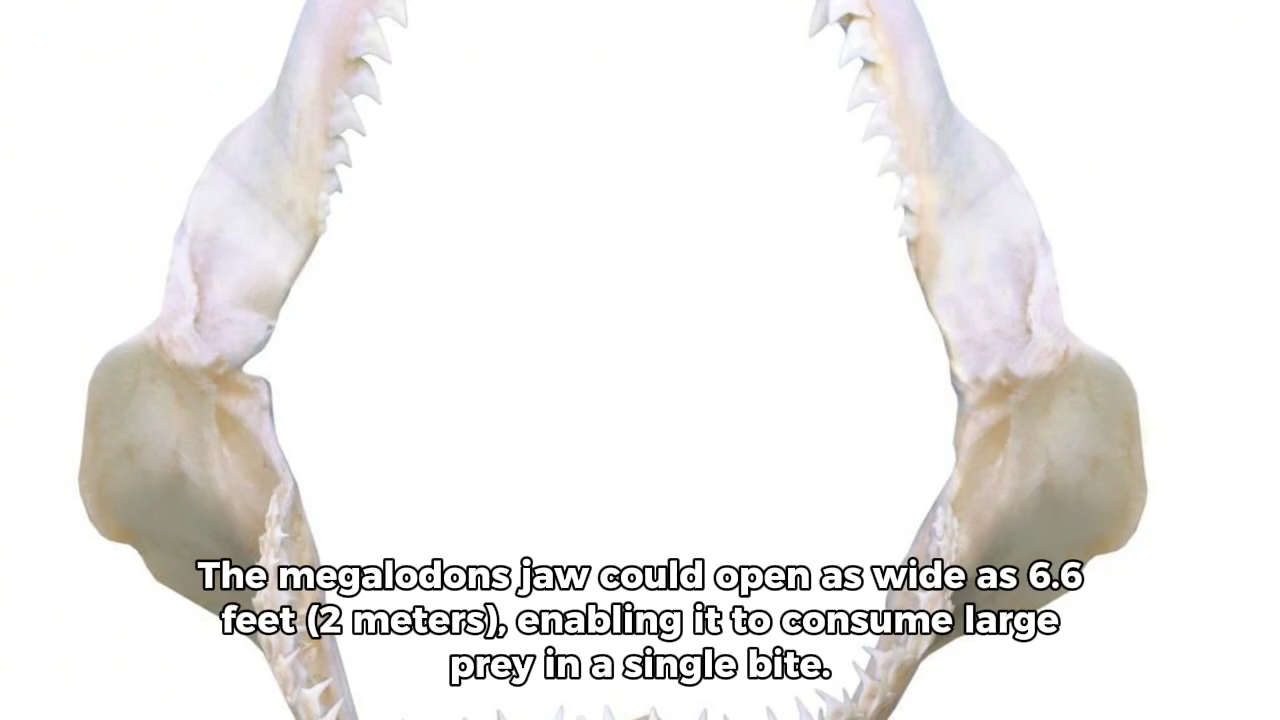 The megalodons jaw could open as wide as 6.6
feet (2 meters), enabling it to consume large
prey in a single bite.